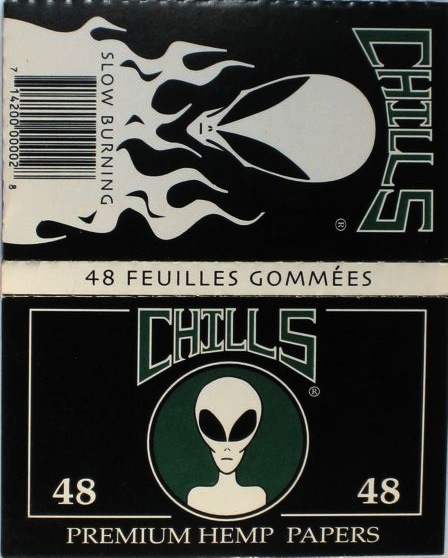 CHILLS
®
SLOW BURNING
7 14200 00002 8
48 FEUILLES GOMMÉES
CHILLS
®
48 48
PREMIUM HEMP PAPERS